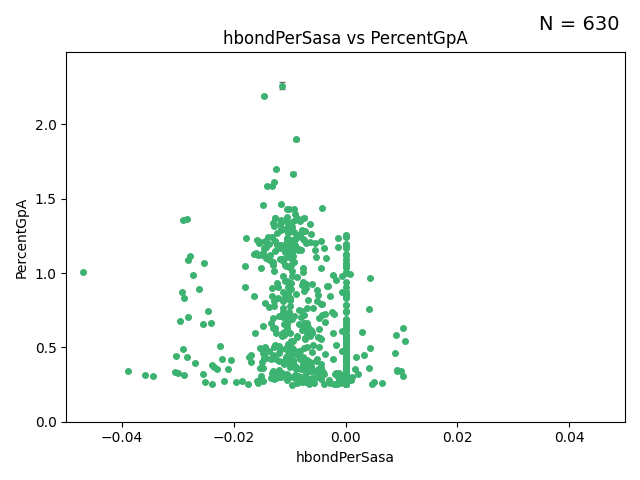 N = 630
hbondPerSasa vs PercentGpA
2.0
1.5
1.0
0.5
0.0
PercentGpA
−0.04 −0.02 0.00 0.02 0.04
hbondPerSasa